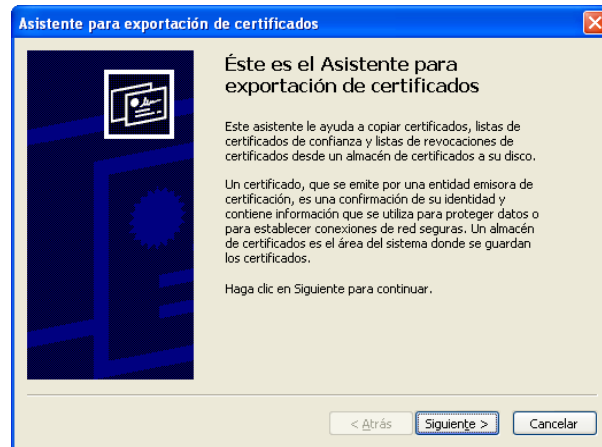 Asistente para exportación de certificados
Éste es el Asistente para
exportación de certificados
Este asistente le ayuda a copiar certificados, listas de
certificados de confianza y listas de revocaciones de
certificados desde un almacén de certificados a su disco.
Un certificado, que se emite por una entidad emisora de
certificación, es una confirmación de su identidad y
contiene información que se utiliza para proteger datos o
para establecer conexiones de red seguras. Un almacén
de certificados es el área del sistema donde se guardan
los certificados.
Haga clic en Siguiente para continuar.
< Atrás Siguiente > Cancelar